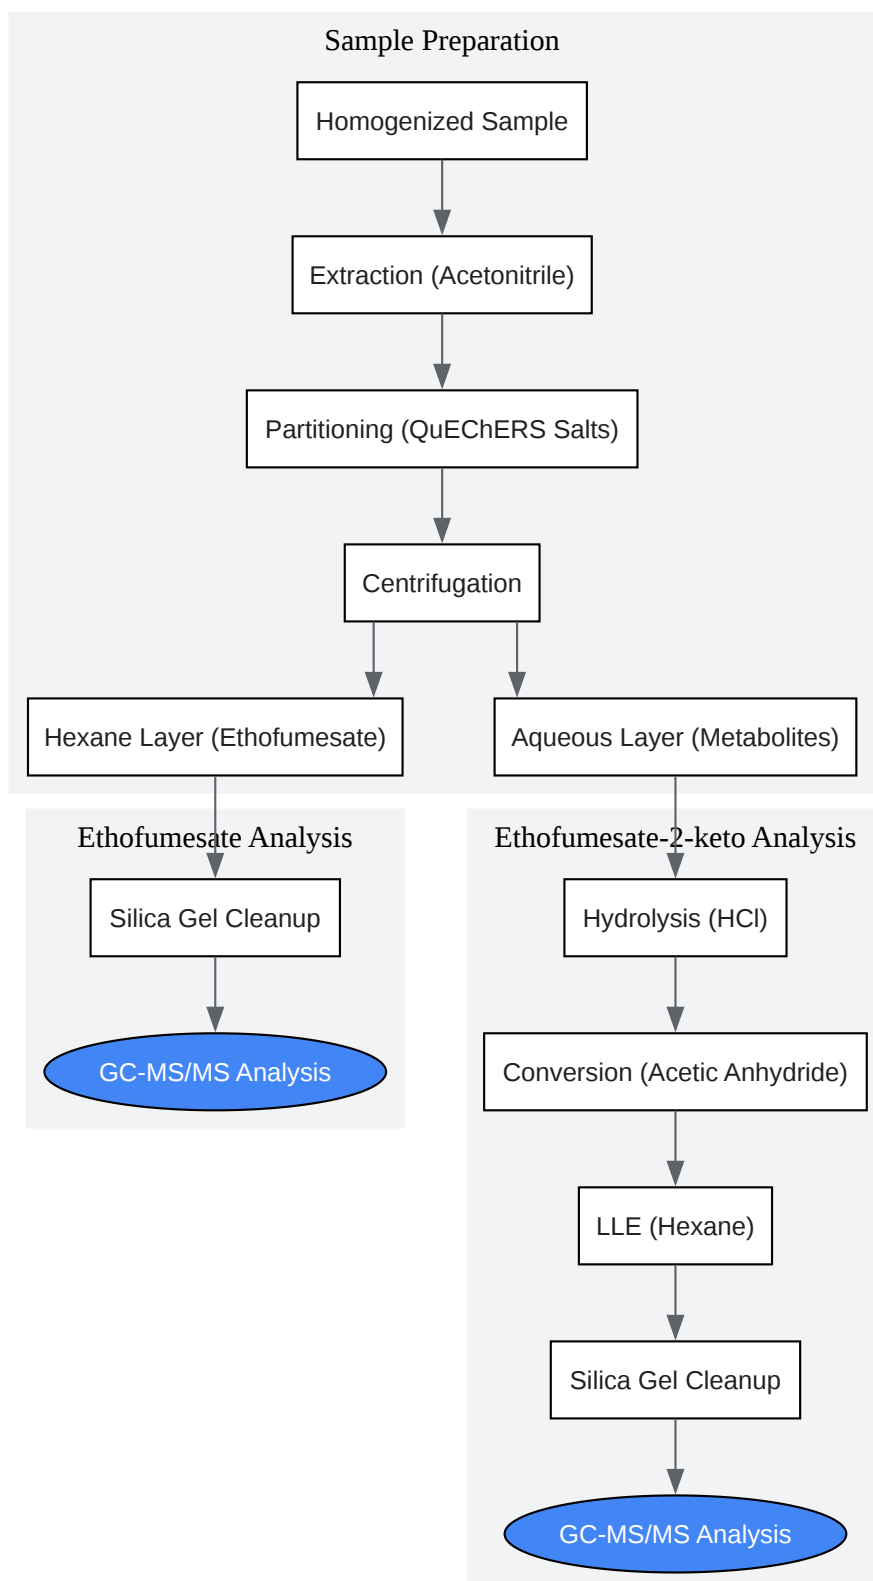 Sample Preparation
Homogenized Sample
Extraction (Acetonitrile)
Partitioning (QuEChERS Salts)
Centrifugation
Hexane Layer (Ethofumesate)
Aqueous Layer (Metabolites)
Ethofumesate Analysis
Silica Gel Cleanup
GC-MS/MS Analysis
Ethofumesate-2-keto Analysis
Hydrolysis (HCl)
Conversion (Acetic Anhydride)
LLE (Hexane)
Silica Gel Cleanup
GC-MS/MS Analysis